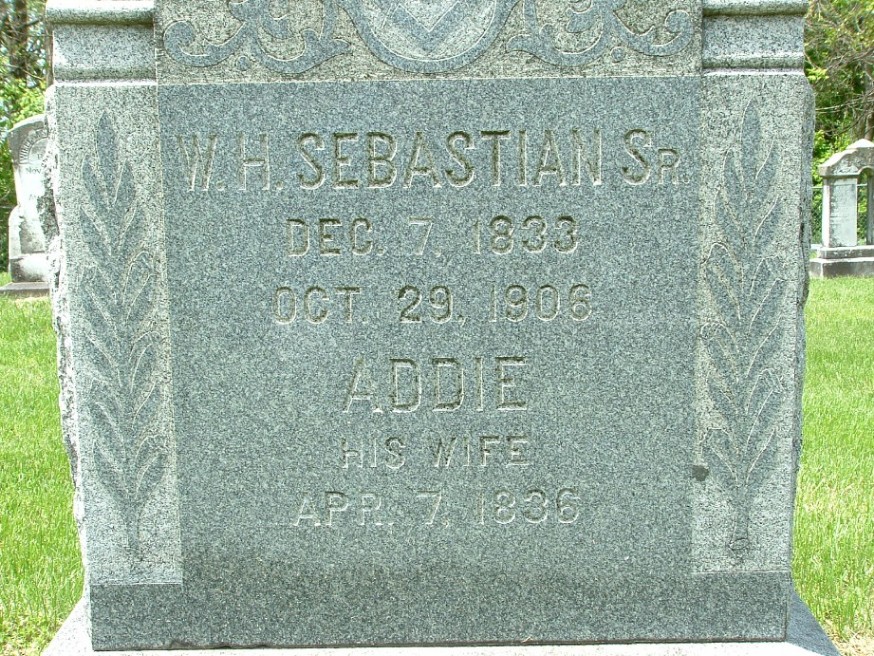 W.H. SEBASTIAN Sr.
DEC. 7, 1833
OCT. 29, 1906
ADDIE
HIS WIFE
APR. 7, 1836